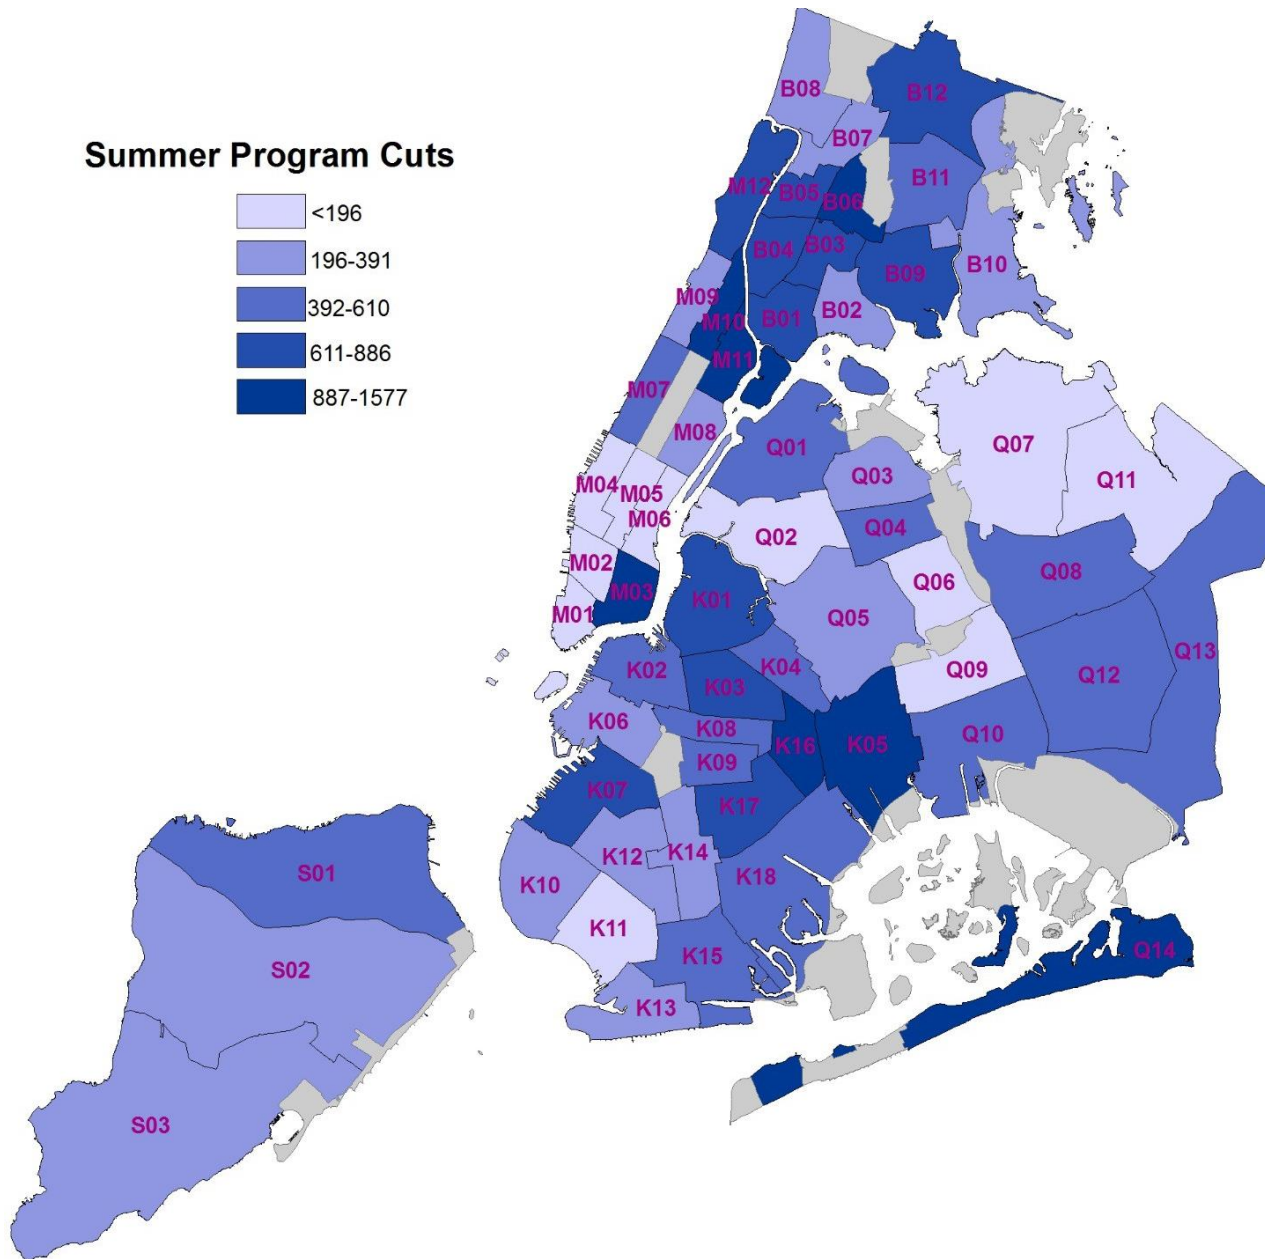 Summer Program Cuts
<196
196-391
392-610
611-886
887-1577
B08
B12
B07
M12
B05
B06
B11
B04
B03
B09
B10
M09
M10
B01
B02
M11
M07
M08
Q01
Q03
Q07
Q11
M04
M05
M06
Q02
Q04
M02
Q06
Q08
M03
M01
K01
Q05
K02
K04
Q09
Q13
Q12
K03
K06
K08
K16
K05
Q10
K09
K07
K17
K12
K14
K10
K18
S01
K11
K15
Q14
S02
K13
S03